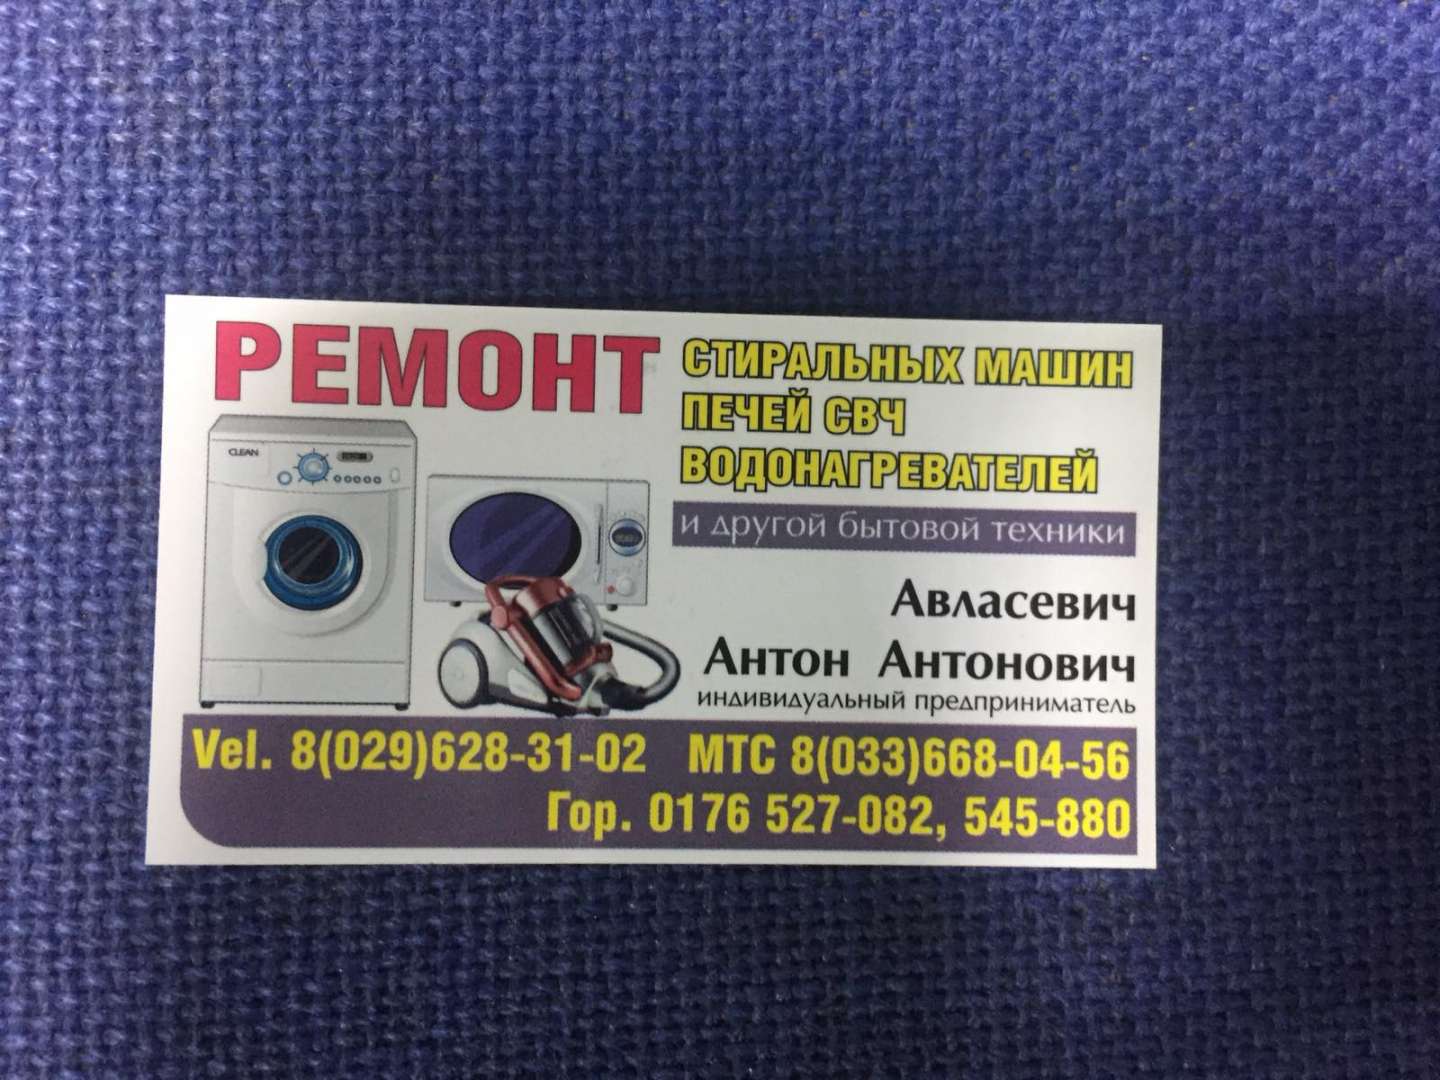 РЕМОНТ
СТИРАЛЬНЫХ МАШИН
ПЕЧЕЙ СВЧ
ВОДОНАГРЕВАТЕЛЕЙ
и другой бытовой техники
CLEAN
Авласевич
Антон Антонович
индивидуальный предприниматель
Vel. 8(029)628-31-02 МТС 8(033)668-04-56
Гор. 0176 527-082, 545-880